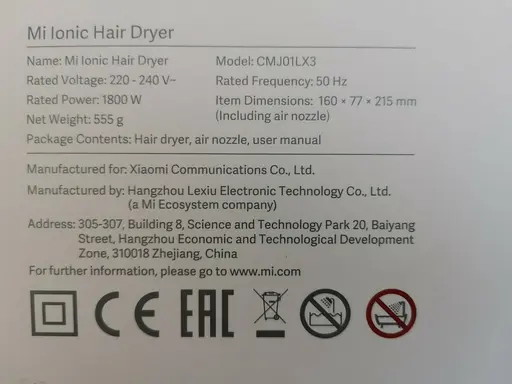 Mi Ionic Hair Dryer
Name: Mi Ionic Hair Dryer Model: CMJ01LX3
Rated Voltage: 220 - 240 V~ Rated Frequency: 50 Hz
Rated Power: 1800 W Item Dimensions: 160 × 77 × 215 mm
Net Weight: 555 g (Including air nozzle)
Package Contents: Hair dryer, air nozzle, user manual
Manufactured for: Xiaomi Communications Co., Ltd.
Manufactured by: Hangzhou Lexiu Electronic Technology Co., Ltd.
(a Mi Ecosystem company)
Address: 305-307, Building 8, Science and Technology Park 20, Baiyang
Street, Hangzhou Economic and Technological Development
Zone, 310018 Zhejiang, China
For further information, please go to www.mi.com
CE EAC